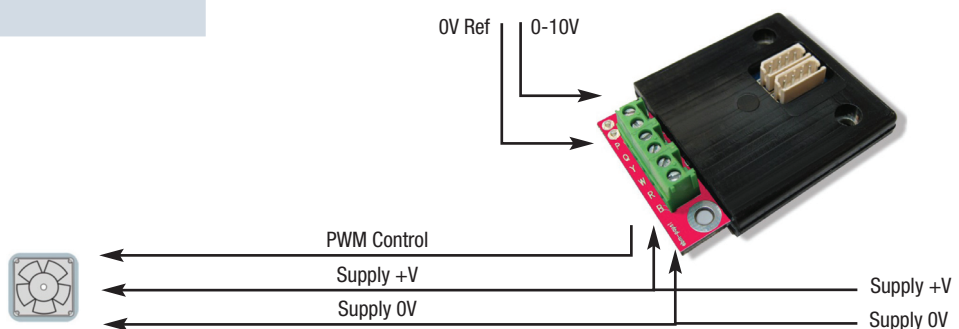 0V Ref
0-10V
P
Q
Y
W
R
B
PWM Control
Supply +V
Supply 0V
Supply +V
Supply 0V